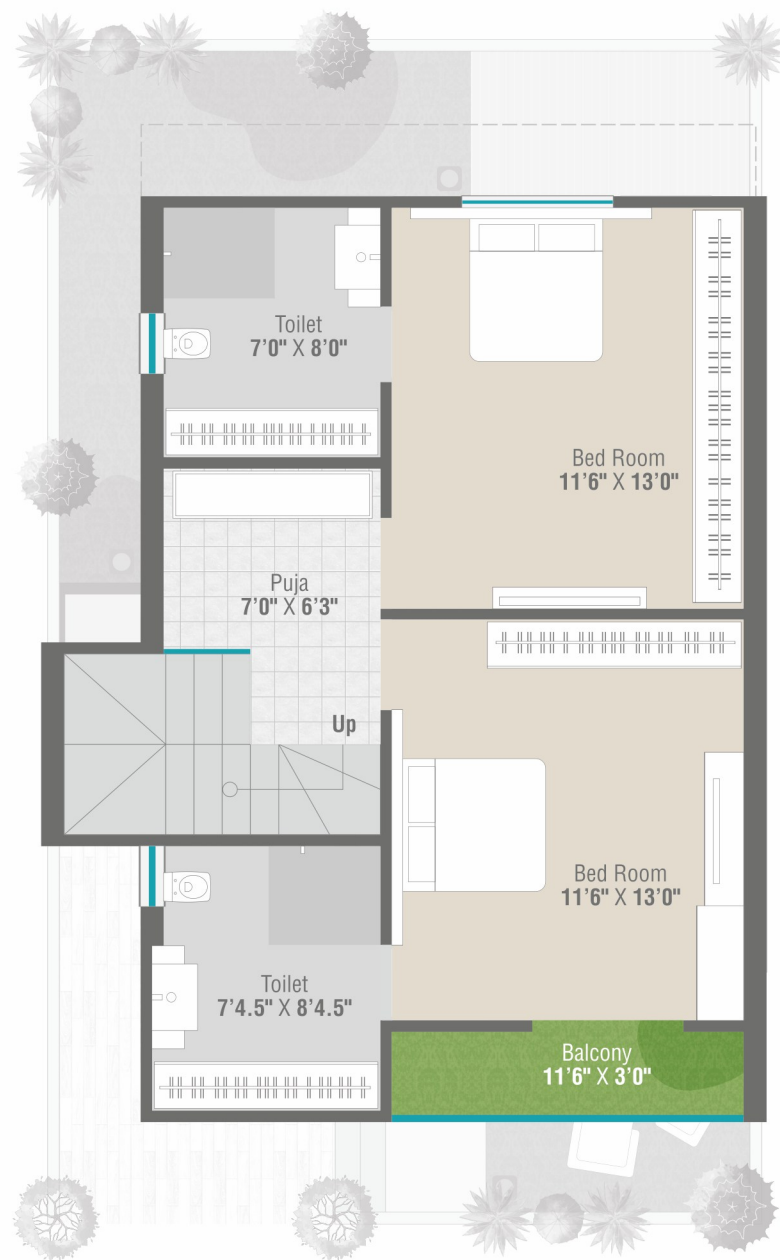 Toilet
7'0" X 8'0"
Bed Room
11'6" X 13'0"
Puja
7'0" X 6'3"
Up
Bed Room
11'6" X 13'0"
Toilet
7'4.5" X 8'4.5"
Balcony
11'6" X 3'0"